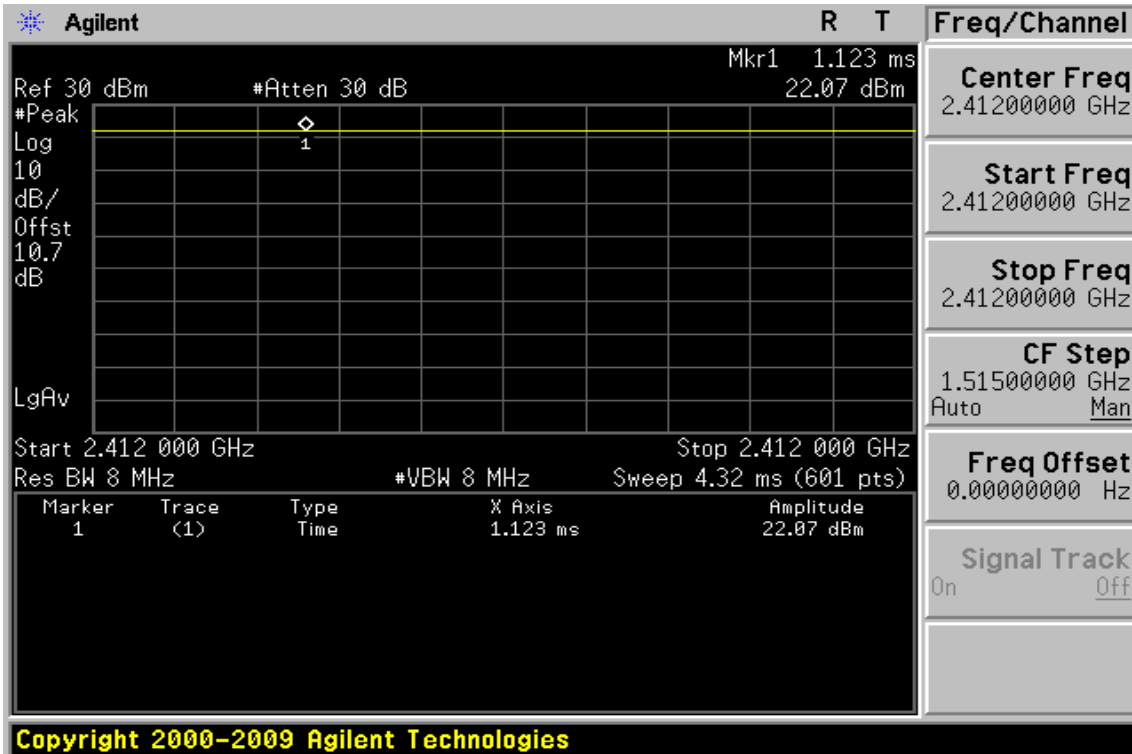 Agilent R T
Mkr1 1.123 ms
Ref 30 dBm #Atten 30 dB 22.07 dBm
#Peak
Log
10
dB/
Offst
10.7
dB
LgAv
1
Start 2.412 000 GHz Stop 2.412 000 GHz
Res BW 8 MHz #VBW 8 MHz Sweep 4.32 ms (601 pts)
Marker Trace Type X Axis Amplitude
1 (1) Time 1.123 ms 22.07 dBm
Freq/Channel
Center Freq
2.41200000 GHz
Start Freq
2.41200000 GHz
Stop Freq
2.41200000 GHz
CF Step
1.51500000 GHz
Auto Man
Freq Offset
0.00000000 Hz
Signal Track
On Off
Copyright 2000-2009 Agilent Technologies